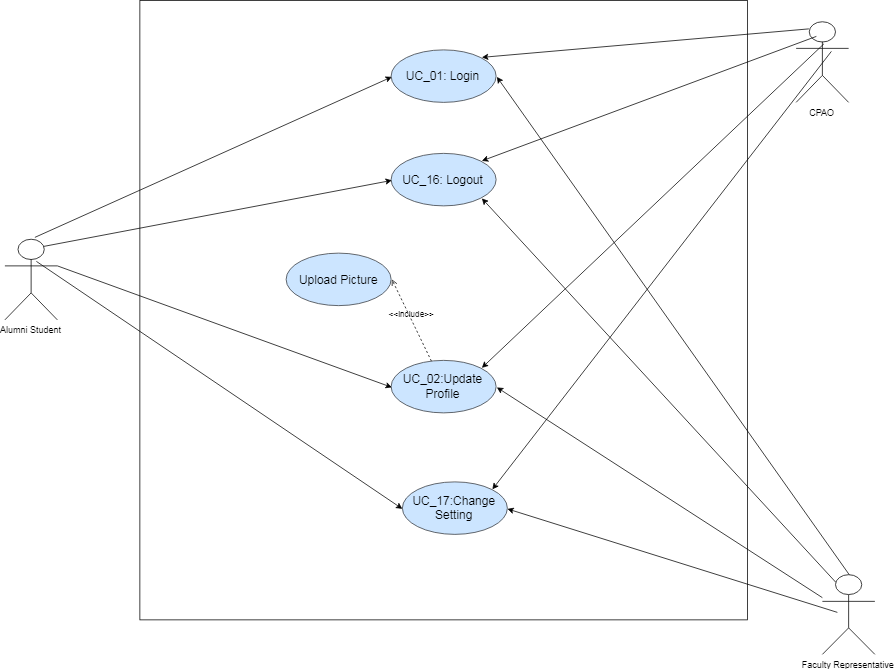 CPAO
UC_01: Login
UC_16: Logout
Upload Picture
Alumni Student
<<include>>
UC_02:Update
Profile
UC_17:Change
Setting
Faculty Representative